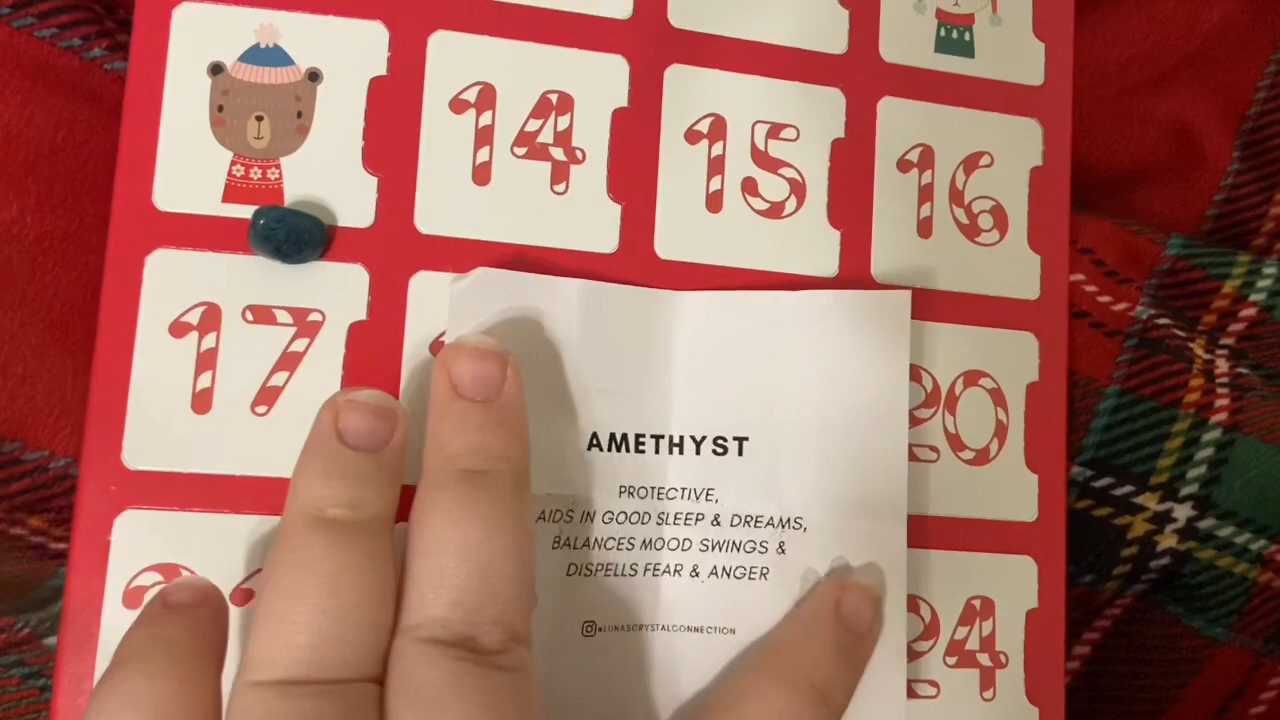 14
15
16
17
20
AMETHYST
PROTECTIVE,
AIDS IN GOOD SLEEP & DREAMS,
BALANCES MOOD SWINGS &
DISPELLS FEAR & ANGER
@LUNASCRYSTALCONNECTION
24